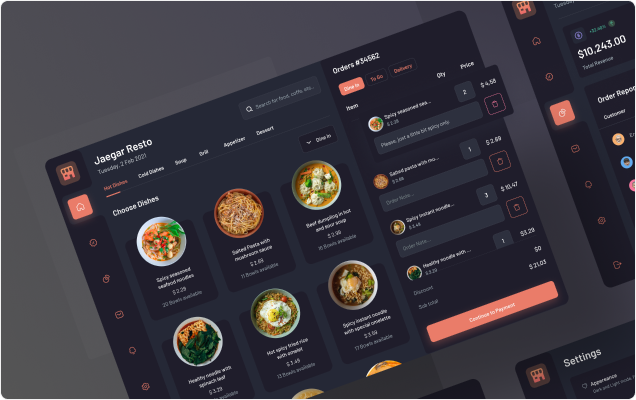 Jaegar Resto
Tuesday, 2 Feb 2021
Search for food, coffe, etc..
Hot Dishes
Cold Dishes
Soup
Grill
Appetizer
Dessert
Choose Dishes
Dine In
Spicy seasoned
seafood noodles
$ 2.29
20 Bowls available
Salted Pasta with
mushroom sauce
$ 2.69
11 Bowls available
Beef dumpling in hot
and sour soup
$ 2.99
16 Bowls available
Healthy noodle with
spinach leaf
$ 3.29
Hot spicy fried rice
with omelet
$ 3.49
13 Bowls available
Spicy instant noodle
with special omelette
$ 3.59
17 Bowls available
Orders #34562
Dine In
To Go
Delivery
Item
Qty
Price
Spicy seasoned sea...
$ 2.29
2
$ 4,58
Please, just a little bit spicy only.
Salted pasta with mu...
$ 2.69
1
$ 2.69
Order Note...
Spicy instant noodle...
$ 3.49
3
$ 10,47
Order Note...
Healthy noodle with ...
$ 3.29
1
$3.29
Discount
$0
Sub total
$ 21,03
Continue to Payment
+32.40%
$10,243.00
Total Revenue
Order Repor
Customer
Settings
Appearance
Dark and Light mode,